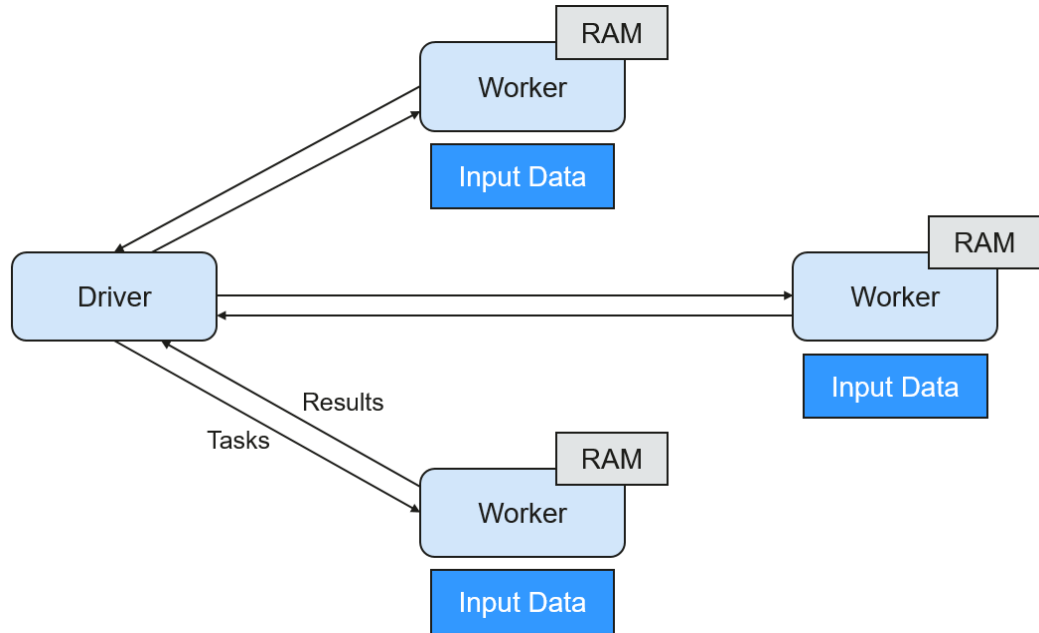 RAM
Worker
Input Data
RAM
Driver
Worker
Input Data
Results
Tasks
RAM
Worker
Input Data